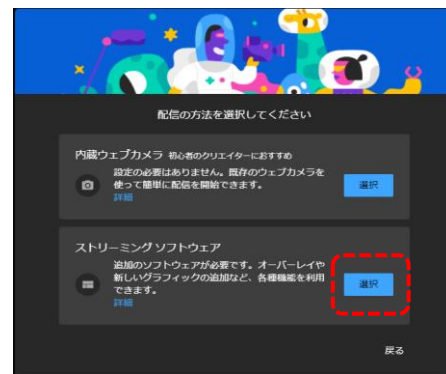 配信の方法を選択してください
内蔵ウェブカメラ 初心者のクリエイターにおすすめ
設定の必要はありません。既存のウェブカメラを
使って簡単に配信を開始できます。
詳細
選択
ストリーミングソフトウェア
追加のソフトウェアが必要です。オーバーレイや
新しいグラフィックの追加など、各種機能を利用
できます。
詳細
選択
戻る